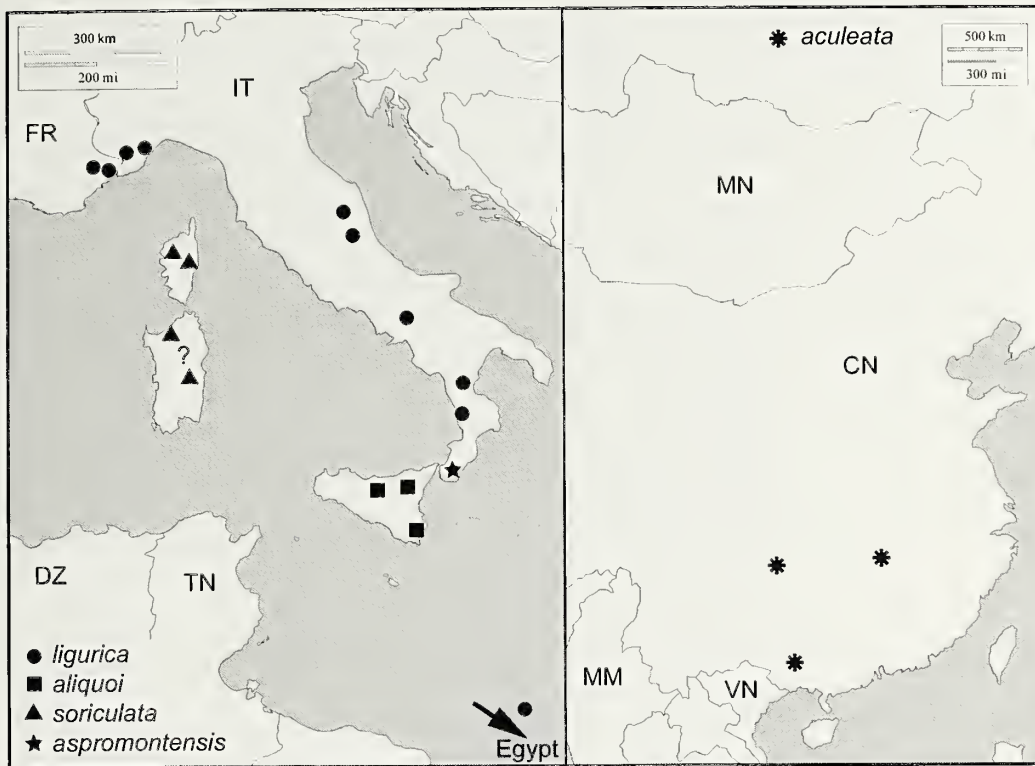 300 km
200 mi
IT
FR
?
DZ
TN
ligurica
aliquoi
soriculata
aspromontensis
Egypt
aculeata
500 km
300 mi
MN
CN
MM
VN